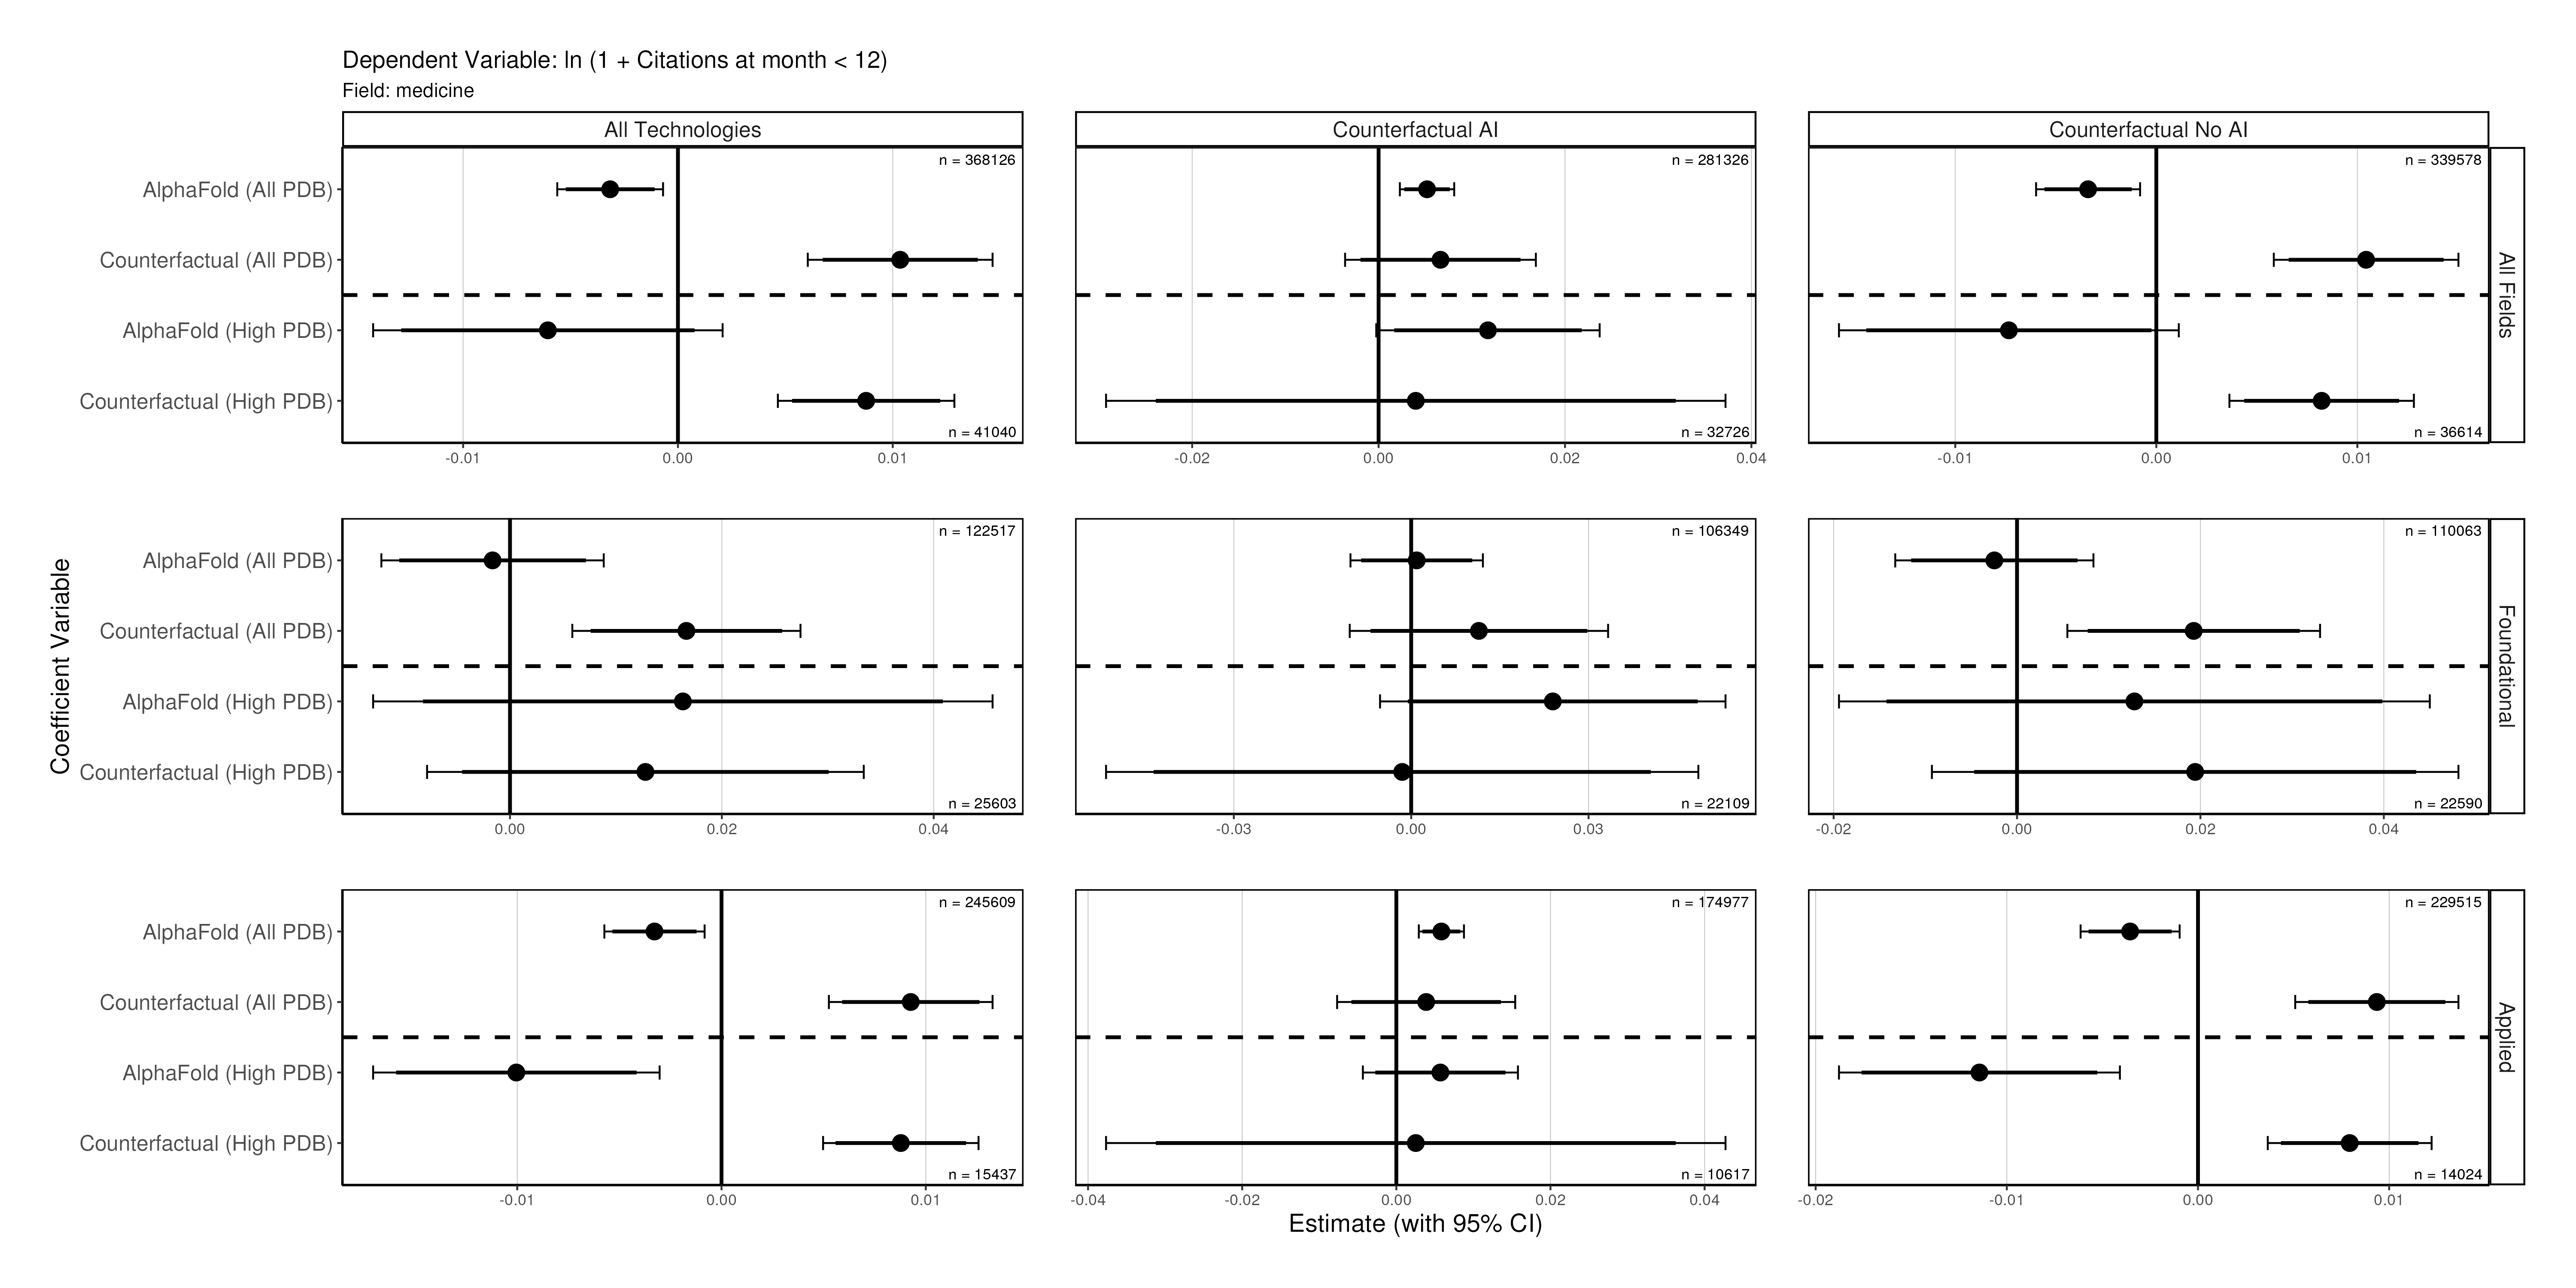 Dependent Variable: ln (1 + Citations at month < 12)
Field: medicine
All Technologies
Counterfactual AI
Counterfactual No AI
n = 368126
n = 281326
n = 339578
AlphaFold (All PDB)
Counterfactual (All PDB)
AlphaFold (High PDB)
Counterfactual (High PDB)
All Fields
n = 41040
n = 32726
n = 36614
-0.01 0.00 0.01
-0.02 0.00 0.02 0.04
-0.01 0.00 0.01
n = 122517
n = 106349
n = 110063
AlphaFold (All PDB)
Counterfactual (All PDB)
AlphaFold (High PDB)
Counterfactual (High PDB)
Coefficient Variable
Foundational
n = 25603
n = 22109
n = 22590
0.00 0.02 0.04
-0.03 0.00 0.03
-0.02 0.00 0.02 0.04
n = 245609
n = 174977
n = 229515
AlphaFold (All PDB)
Counterfactual (All PDB)
AlphaFold (High PDB)
Counterfactual (High PDB)
Applied
n = 15437
n = 10617
n = 14024
-0.01 0.00 0.01
-0.04 -0.02 0.00 0.02 0.04
-0.02 -0.01 0.00 0.01
Estimate (with 95% CI)